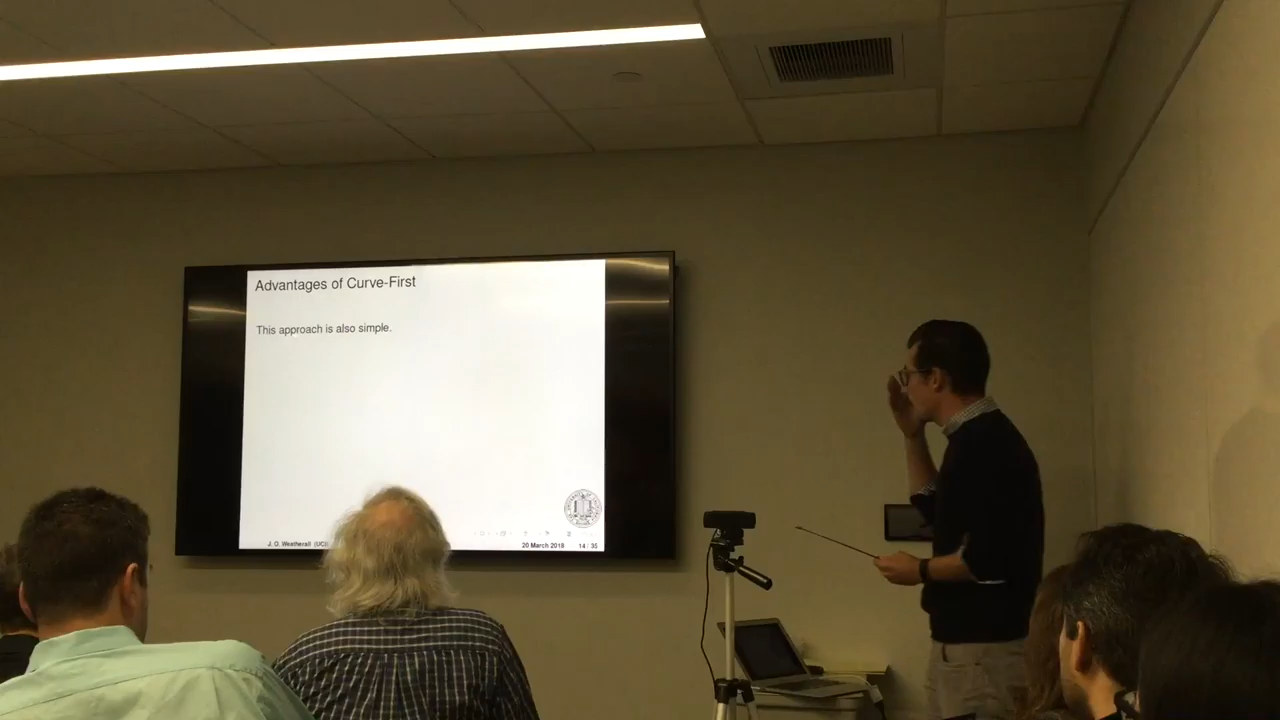 Advantages of Curve-First
This approach is also simple.
J. O. Weatherall (UCI) 20 March 2018 14 / 35